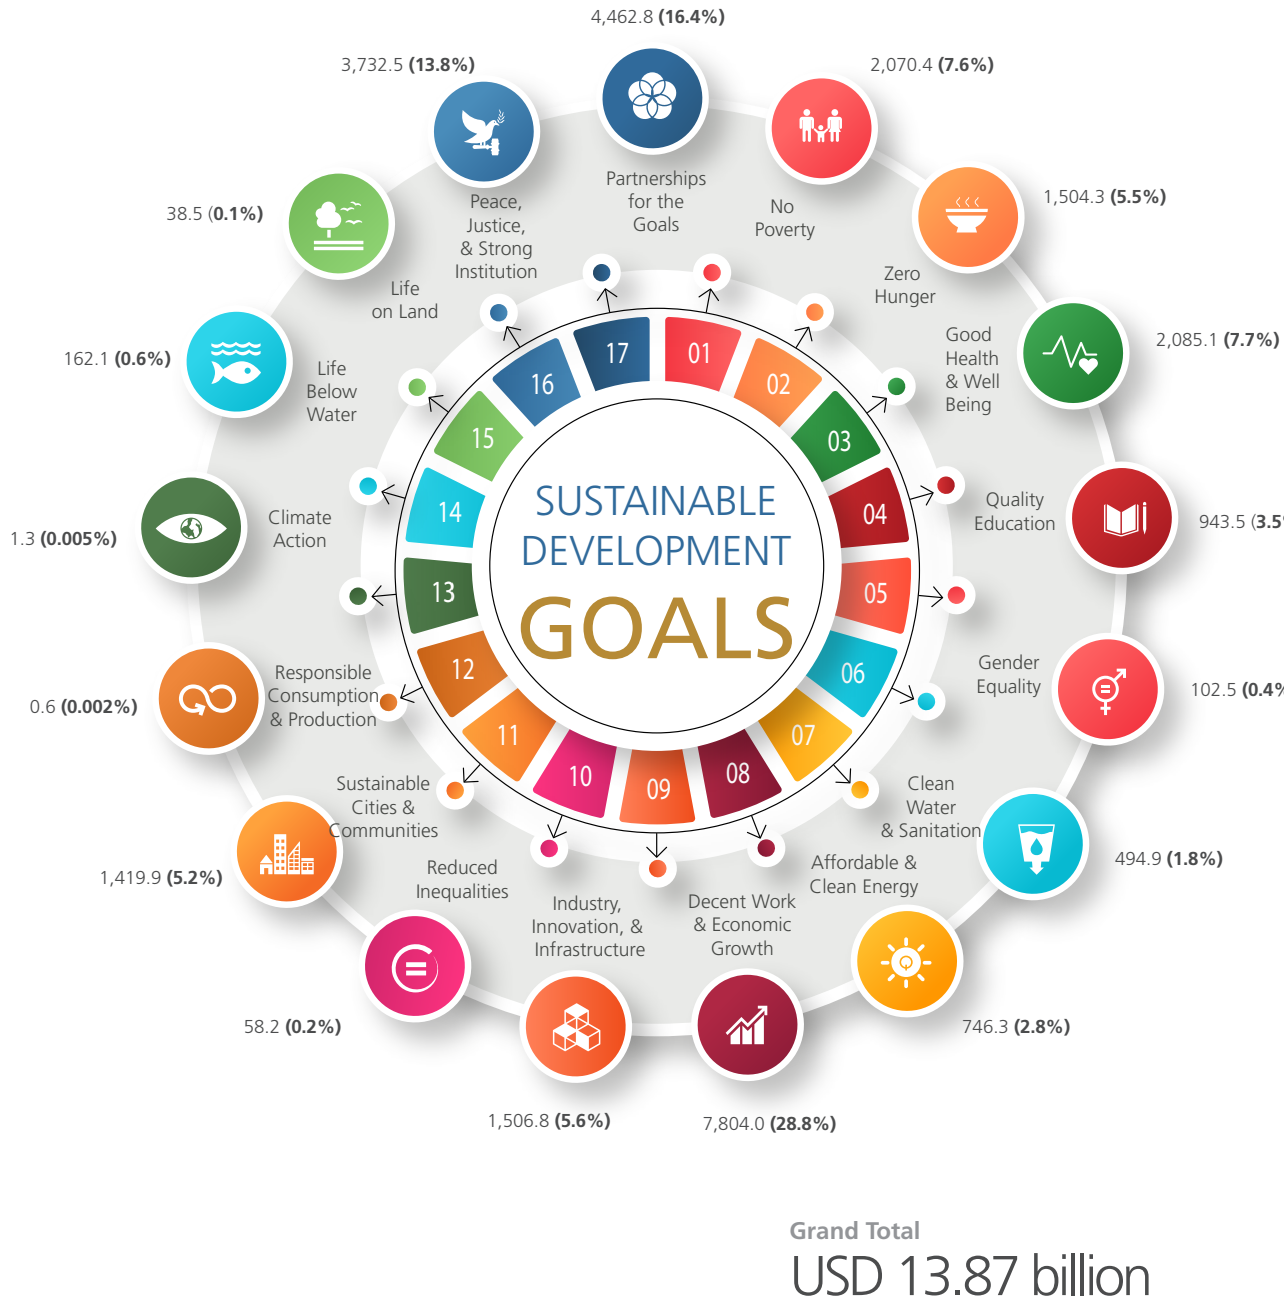 4,462.8 (16.4%)
3,732.5 (13.8%)
2,070.4 (7.6%)
38.5 (0.1%)
1,504.3 (5.5%)
162.1 (0.6%)
2,085.1 (7.7%)
1.3 (0.005%)
943.5 (3.5
0.6 (0.002%)
102.5 (0.4%
1,419.9 (5.2%)
494.9 (1.8%)
58.2 (0.2%)
746.3 (2.8%)
1,506.8 (5.6%)
7,804.0 (28.8%)
Partnerships
for the
Goals
No
Poverty
Zero
Hunger
Good
Health
& Well
Being
Quality
Education
Gender
Equality
Clean
Water
& Sanitation
Affordable &
Clean Energy
Decent Work
& Economic
Growth
Industry,
Innovation, &
Infrastructure
Reduced
Inequalities
Sustainable
Cities &
Communities
Responsible
Consumption
& Production
Climate
Action
Life
Below
Water
Life
on Land
Peace,
Justice,
& Strong
Institution
01
02
03
04
05
06
07
08
09
10
11
12
13
14
15
16
17
SUSTAINABLE
DEVELOPMENT
GOALS
Grand Total
USD 13.87 billion